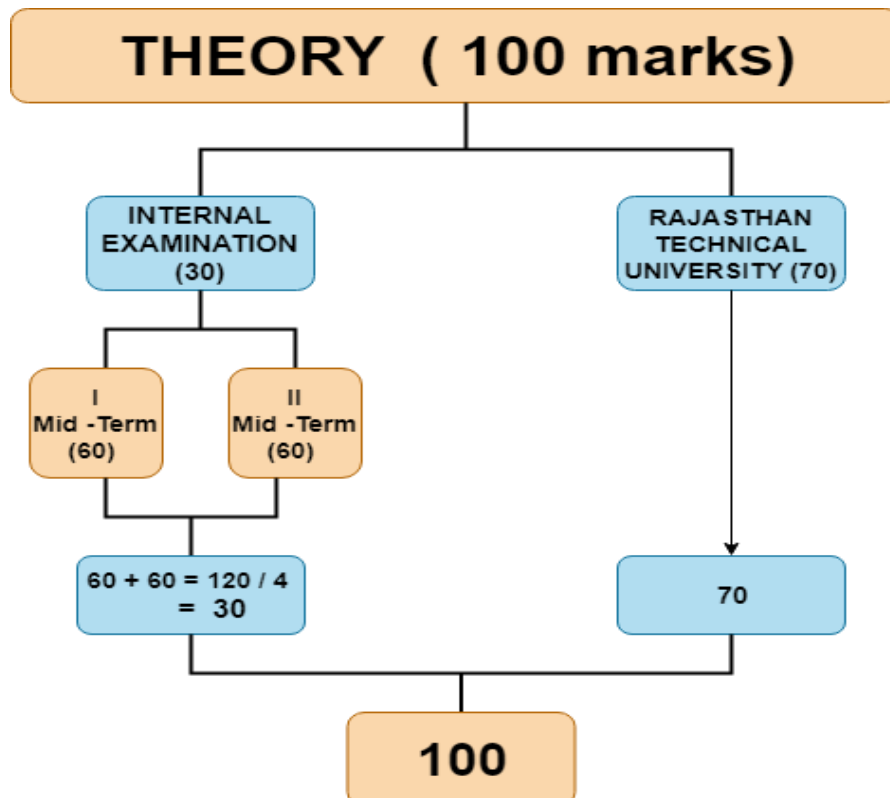 THEORY ( 100 marks)
INTERNAL
EXAMINATION
(30)
RAJASTHAN
TECHNICAL
UNIVERSITY (70)
I
Mid -Term
(60)
II
Mid -Term
(60)
60 + 60 = 120 / 4
= 30
70
100